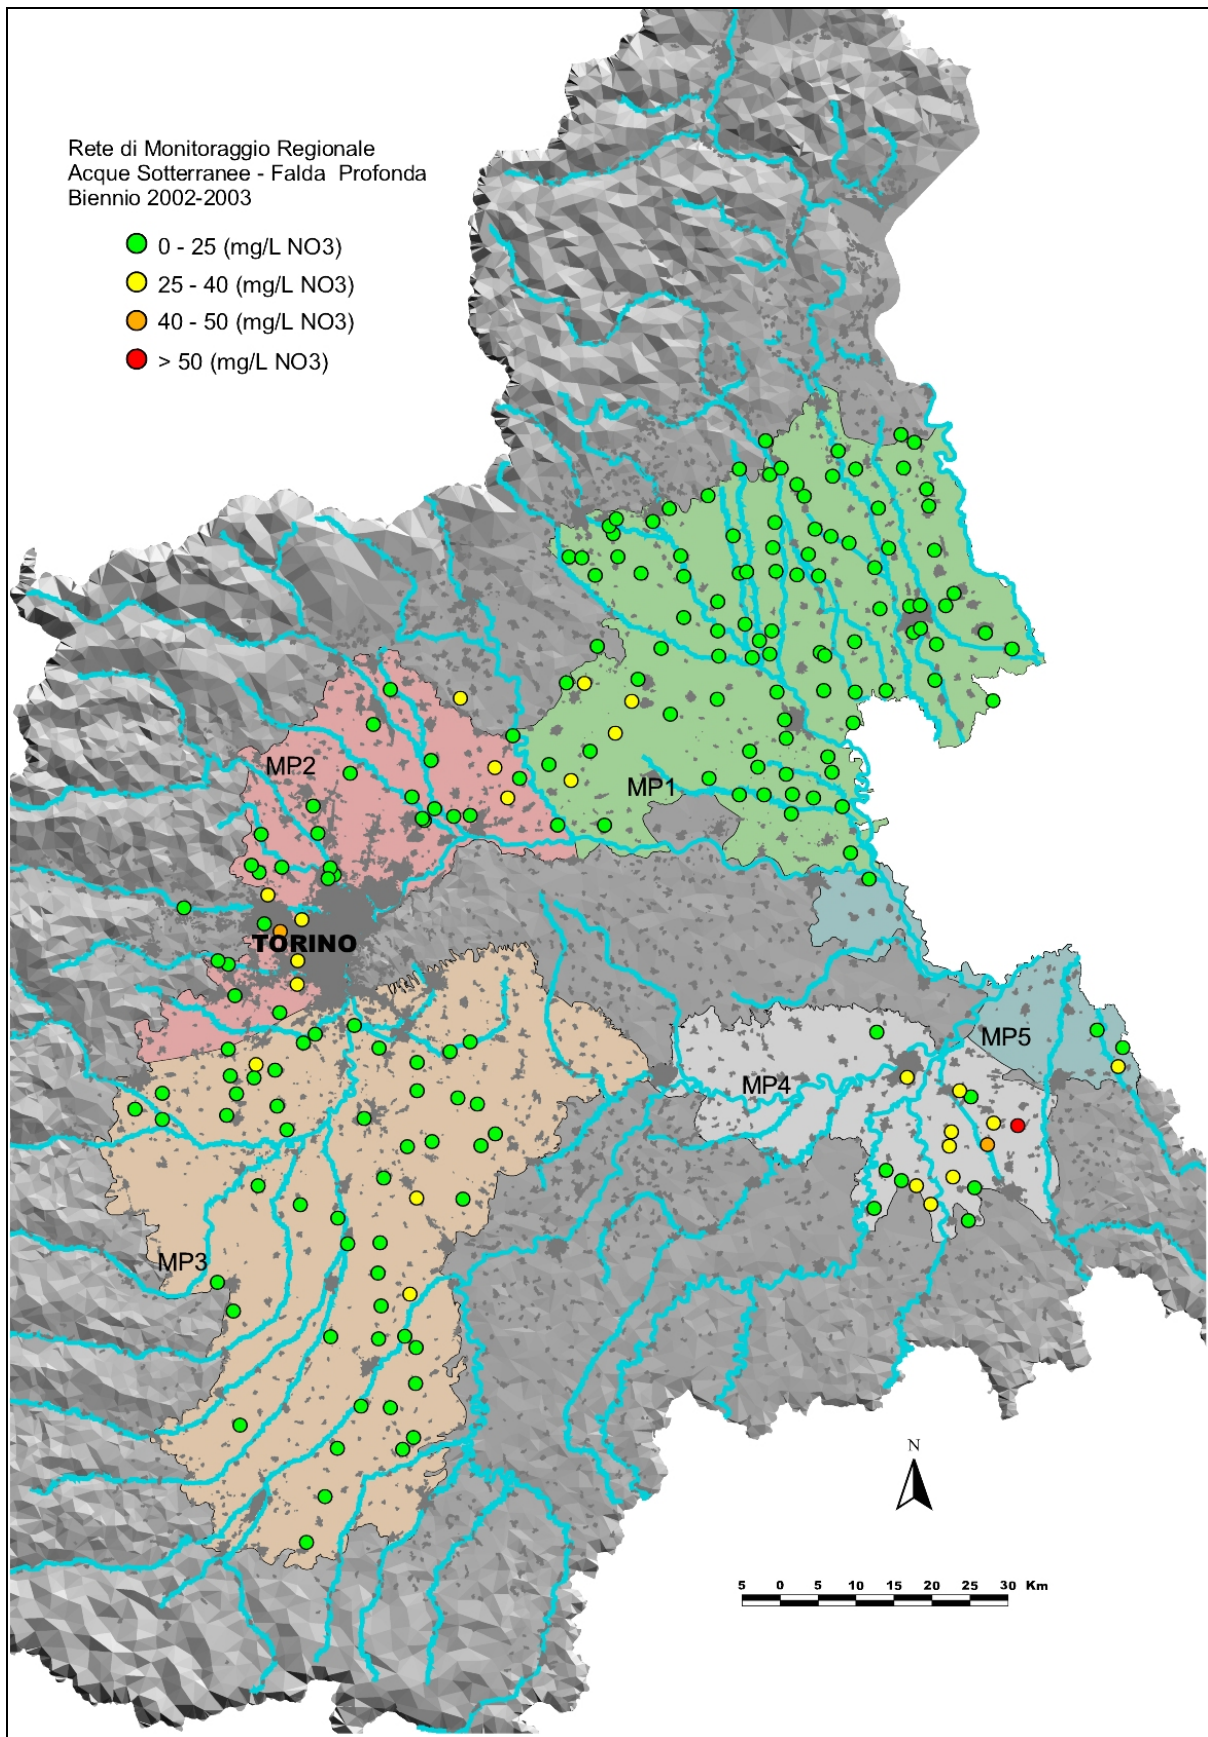 Rete di Monitoraggio Regionale
Acque Sotterranee - Falda Profonda
Biennio 2002-2003
0 - 25 (mg/L NO3)
25 - 40 (mg/L NO3)
40 - 50 (mg/L NO3)
> 50 (mg/L NO3)
MP2
MP1
TORINO
MP5
MP4
MP3
N
5 0 5 10 15 20 25 30 Km